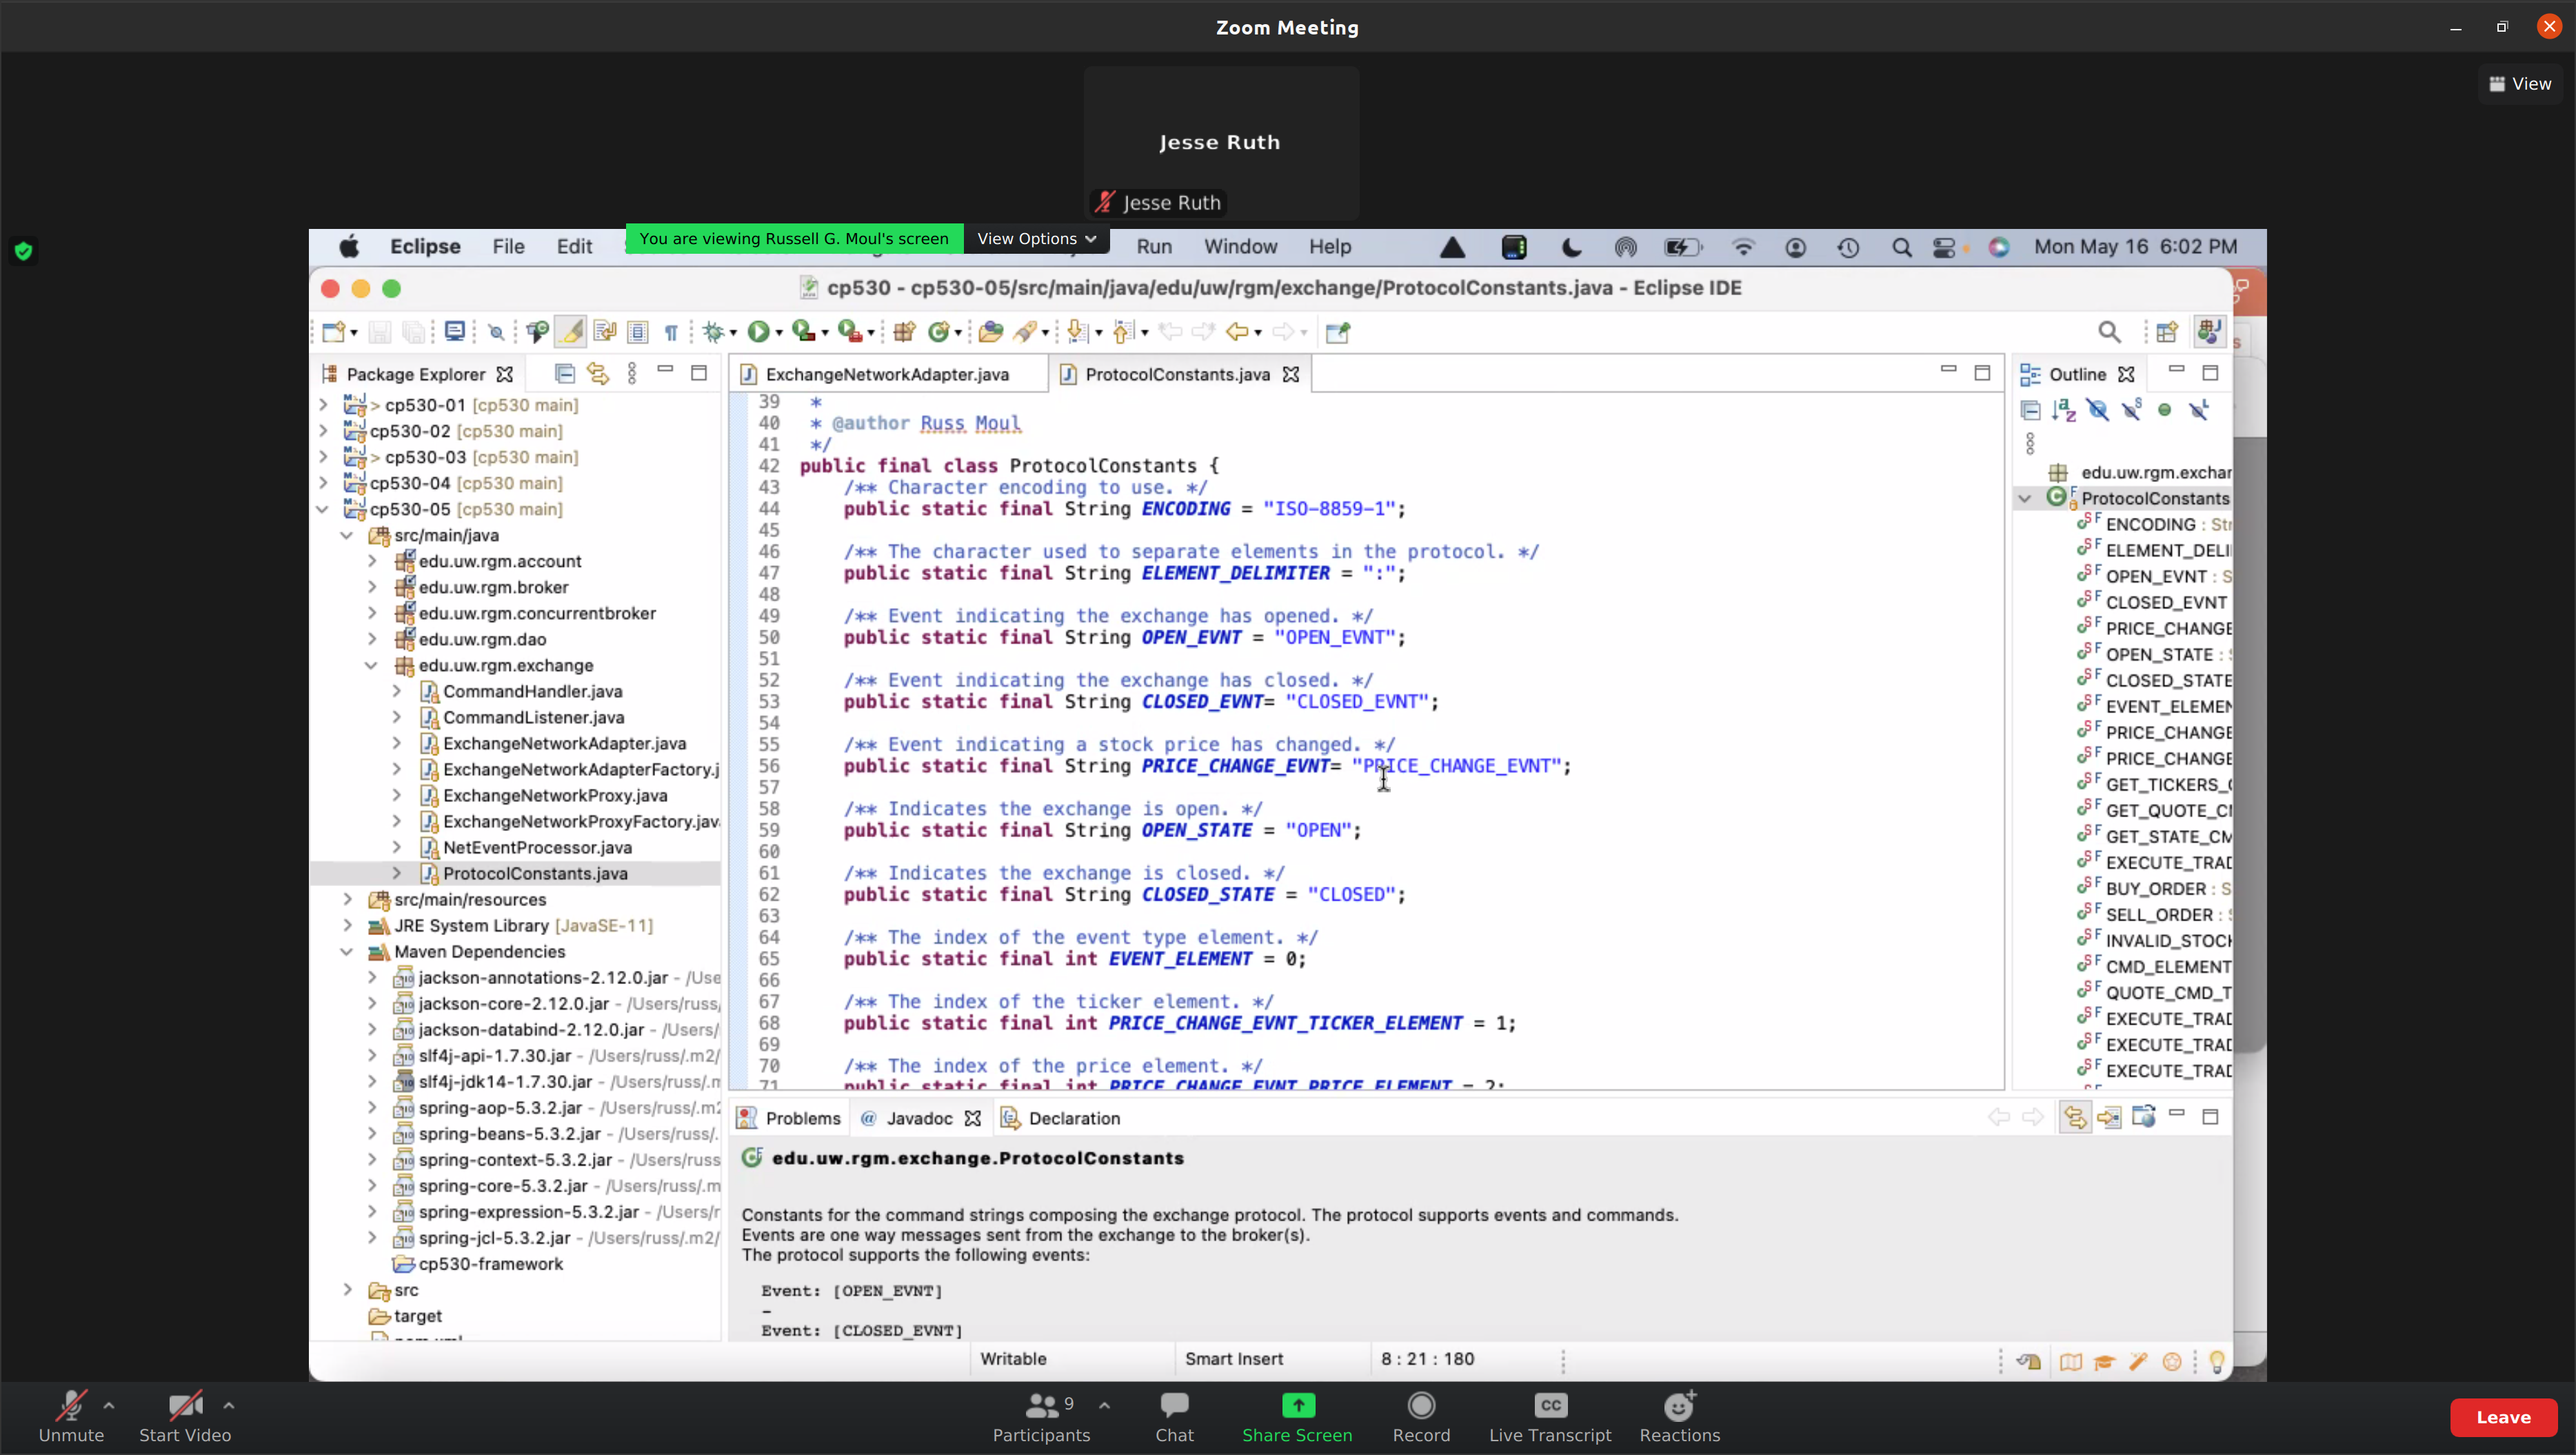 Zoom Meeting
View
Jesse Ruth
Jesse Ruth
You are viewing Russell G. Moul's screen View Options
Eclipse File Edit Run Window Help Mon May 16 6:02 PM
cp530 - cp530-05/src/main/java/edu/uw/rgm/exchange/ProtocolConstants.java - Eclipse IDE
Package Explorer
> cp530-01 [cp530 main]
cp530-02 [cp530 main]
> cp530-03 [cp530 main]
cp530-04 [cp530 main]
cp530-05 [cp530 main]
src/main/java
edu.uw.rgm.account
edu.uw.rgm.broker
edu.uw.rgm.concurrentbroker
edu.uw.rgm.dao
edu.uw.rgm.exchange
CommandHandler.java
CommandListener.java
ExchangeNetworkAdapter.java
ExchangeNetworkAdapterFactory.j
ExchangeNetworkProxy.java
ExchangeNetworkProxyFactory.jav
NetEventProcessor.java
ProtocolConstants.java
src/main/resources
JRE System Library [JavaSE-11]
Maven Dependencies
jackson-annotations-2.12.0.jar - /Use
jackson-core-2.12.0.jar - /Users/russ/
jackson-databind-2.12.0.jar - /Users/
slf4j-api-1.7.30.jar - /Users/russ/.m2/
slf4j-jdk14-1.7.30.jar - /Users/russ/.m
spring-aop-5.3.2.jar - /Users/russ/.m2
spring-beans-5.3.2.jar - /Users/russ/.
spring-context-5.3.2.jar - /Users/russ
spring-core-5.3.2.jar - /Users/russ/.m
spring-expression-5.3.2.jar - /Users/r
spring-jcl-5.3.2.jar - /Users/russ/.m2/
cp530-framework
src
target
ExchangeNetworkAdapter.java ProtocolConstants.java
39 *
40 * @author Russ Moul
41 */
42 public final class ProtocolConstants {
43 /** Character encoding to use. */
44 public static final String ENCODING = "ISO-8859-1";
45
46 /** The character used to separate elements in the protocol. */
47 public static final String ELEMENT_DELIMITER = ":";
48
49 /** Event indicating the exchange has opened. */
50 public static final String OPEN_EVNT = "OPEN_EVNT";
51
52 /** Event indicating the exchange has closed. */
53 public static final String CLOSED_EVNT= "CLOSED_EVNT";
54
55 /** Event indicating a stock price has changed. */
56 public static final String PRICE_CHANGE_EVNT= "PRICE_CHANGE_EVNT";
57
58 /** Indicates the exchange is open. */
59 public static final String OPEN_STATE = "OPEN";
60
61 /** Indicates the exchange is closed. */
62 public static final String CLOSED_STATE = "CLOSED";
63
64 /** The index of the event type element. */
65 public static final int EVENT_ELEMENT = 0;
66
67 /** The index of the ticker element. */
68 public static final int PRICE_CHANGE_EVNT_TICKER_ELEMENT = 1;
69
70 /** The index of the price element. */
71 public static final int PRICE_CHANGE_EVNT_PRICE_ELEMENT = 2;
Outline
edu.uw.rgm.exchar
ProtocolConstants
ENCODING : Str
ELEMENT_DELI
OPEN_EVNT : S
CLOSED_EVNT
PRICE_CHANGE
OPEN_STATE :
CLOSED_STATE
EVENT_ELEMEN
PRICE_CHANGE
PRICE_CHANGE
GET_TICKERS_
GET_QUOTE_C
GET_STATE_CM
EXECUTE_TRAD
BUY_ORDER : S
SELL_ORDER :
INVALID_STOC
CMD_ELEMENT
QUOTE_CMD_T
EXECUTE_TRAD
EXECUTE_TRAD
EXECUTE_TRAD
Problems Javadoc Declaration
edu.uw.rgm.exchange.ProtocolConstants
Constants for the command strings composing the exchange protocol. The protocol supports events and commands.
Events are one way messages sent from the exchange to the broker(s).
The protocol supports the following events:
Event: [OPEN_EVNT]
–
Event: [CLOSED_EVNT]
Writable Smart Insert 8 : 21 : 180
Unmute Start Video Participants 9 Chat Share Screen Record CC Live Transcript Reactions Leave